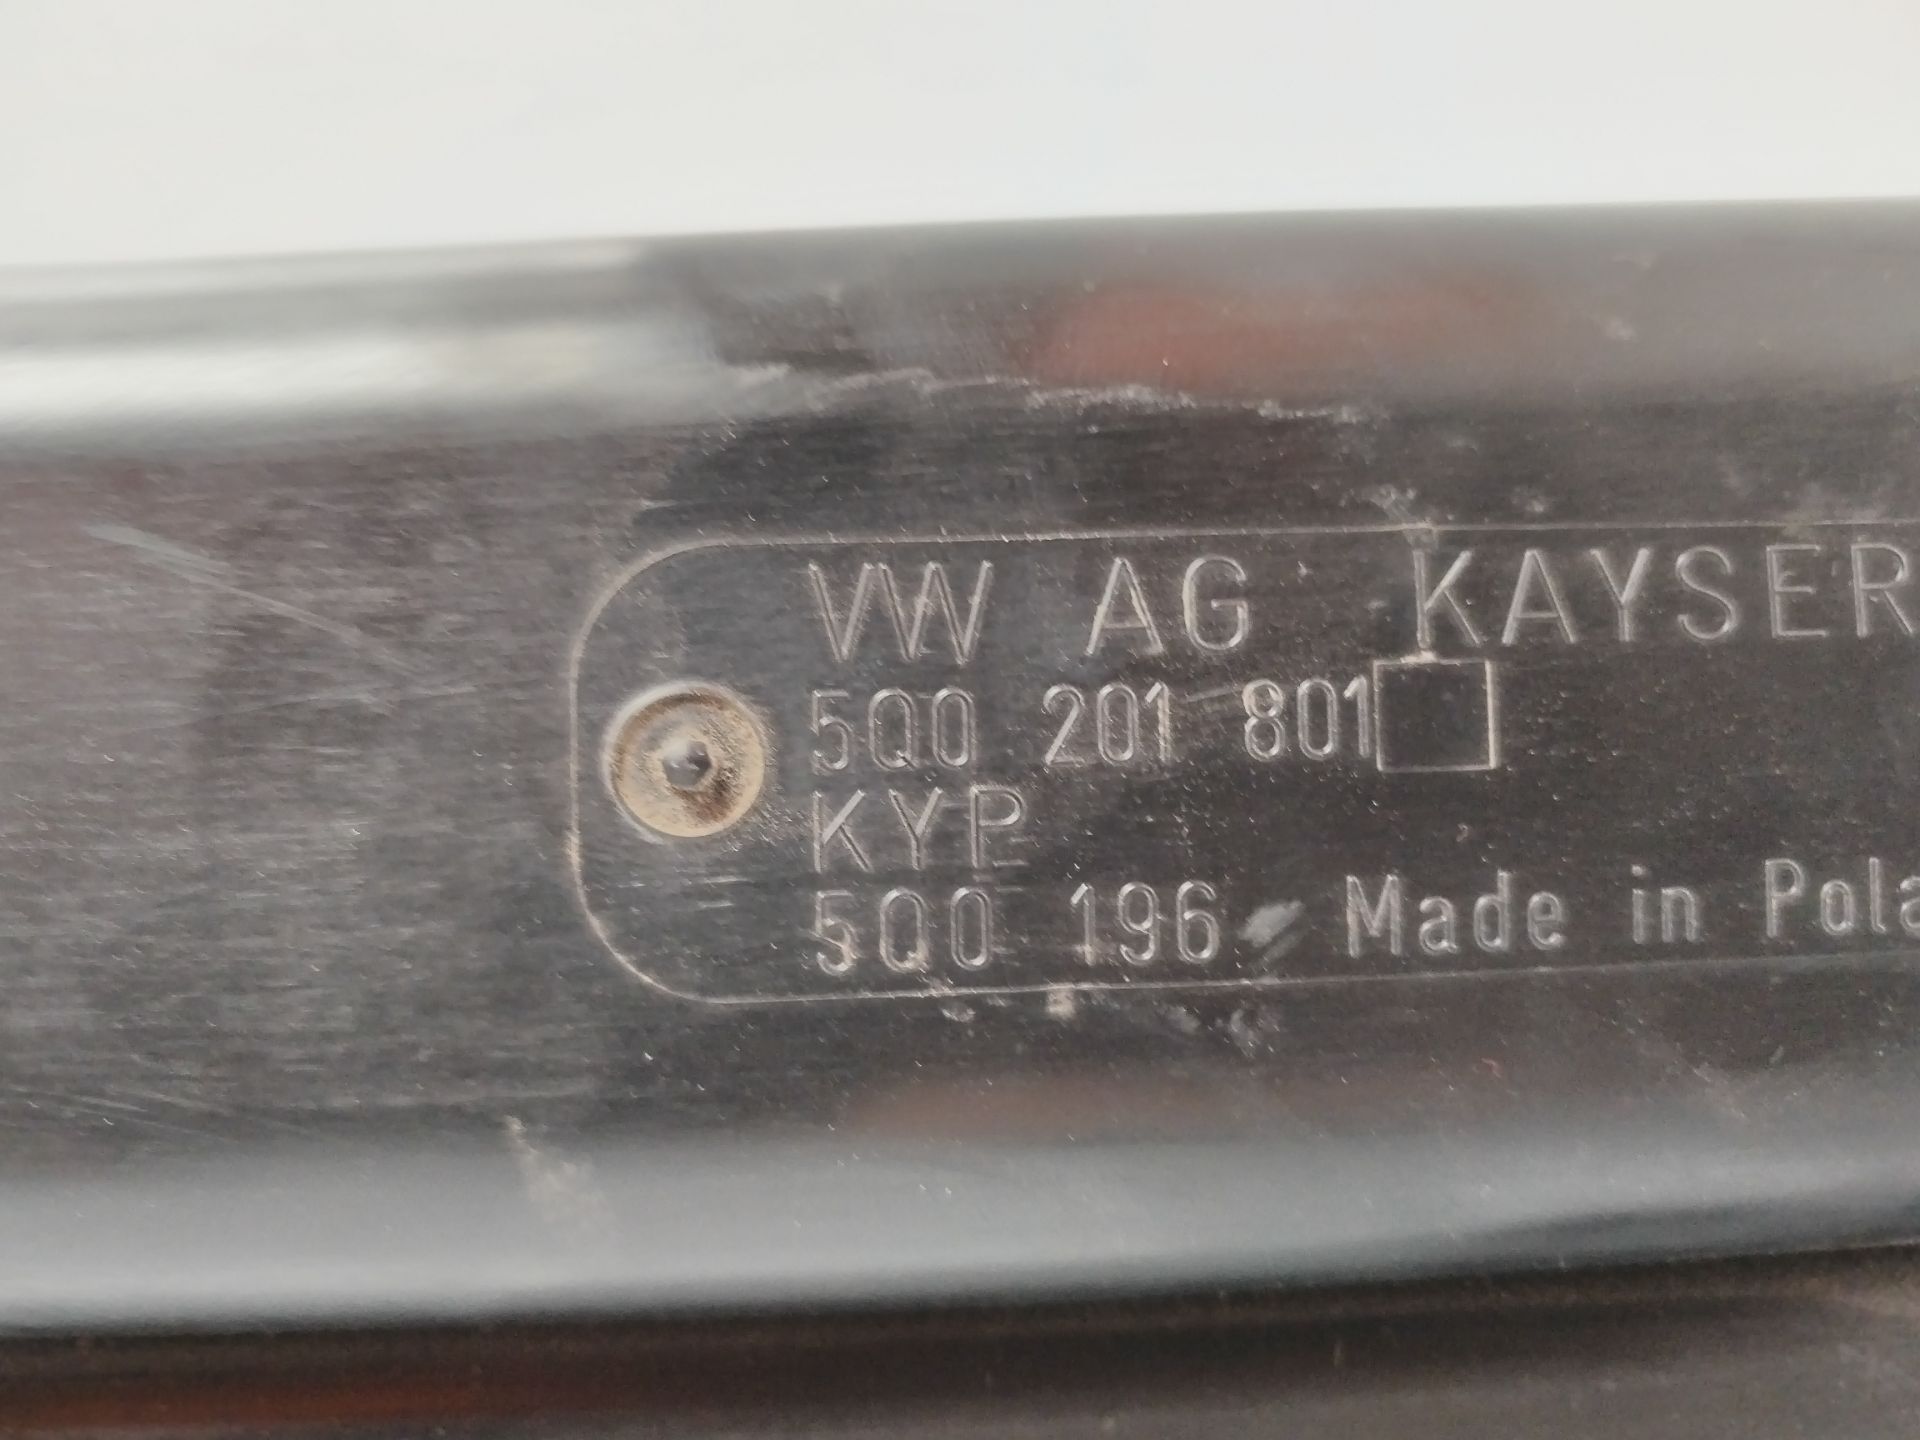 VW AG KAYSER
5Q0 201 801
KYP
5Q0 196 Made in Pola